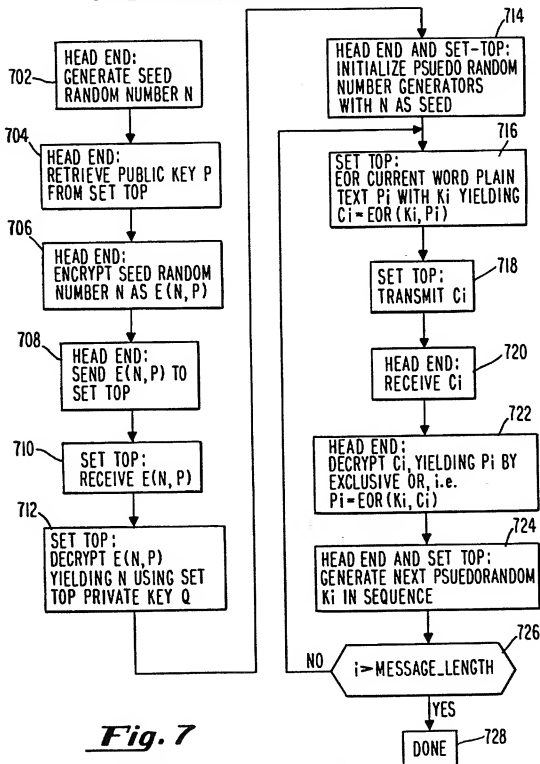 702
HEAD END:
GENERATE SEED
RANDOM NUMBER N
704
HEAD END:
RETRIEVE PUBLIC KEY P
FROM SET TOP
706
HEAD END:
ENCRYPT SEED RANDOM
NUMBER N AS E(N,P)
708
HEAD END:
SEND E(N,P) TO
SET TOP
710
SET TOP:
RECEIVE E(N,P)
712
SET TOP:
DECRYPT E(N,P)
YIELDING N USING SET
TOP PRIVATE KEY Q
714
HEAD END AND SET-TOP:
INITIALIZE PSUEDO RANDOM
NUMBER GENERATORS
WITH N AS SEED
716
SET TOP:
EOR CURRENT WORD PLAIN
TEXT Pi WITH Ki YIELDING
Ci=EOR(Ki,Pi)
718
SET TOP:
TRANSMIT Ci
720
HEAD END:
RECEIVE Ci
722
HEAD END:
DECRYPT Ci, YIELDING Pi BY
EXCLUSIVE OR, i.e.
Pi=EOR(Ki,Ci)
724
HEAD END AND SET TOP:
GENERATE NEXT PSUEDORANDOM
Ki IN SEQUENCE
726
NO
i>MESSAGE_LENGTH
YES
DONE
728
Fig. 7